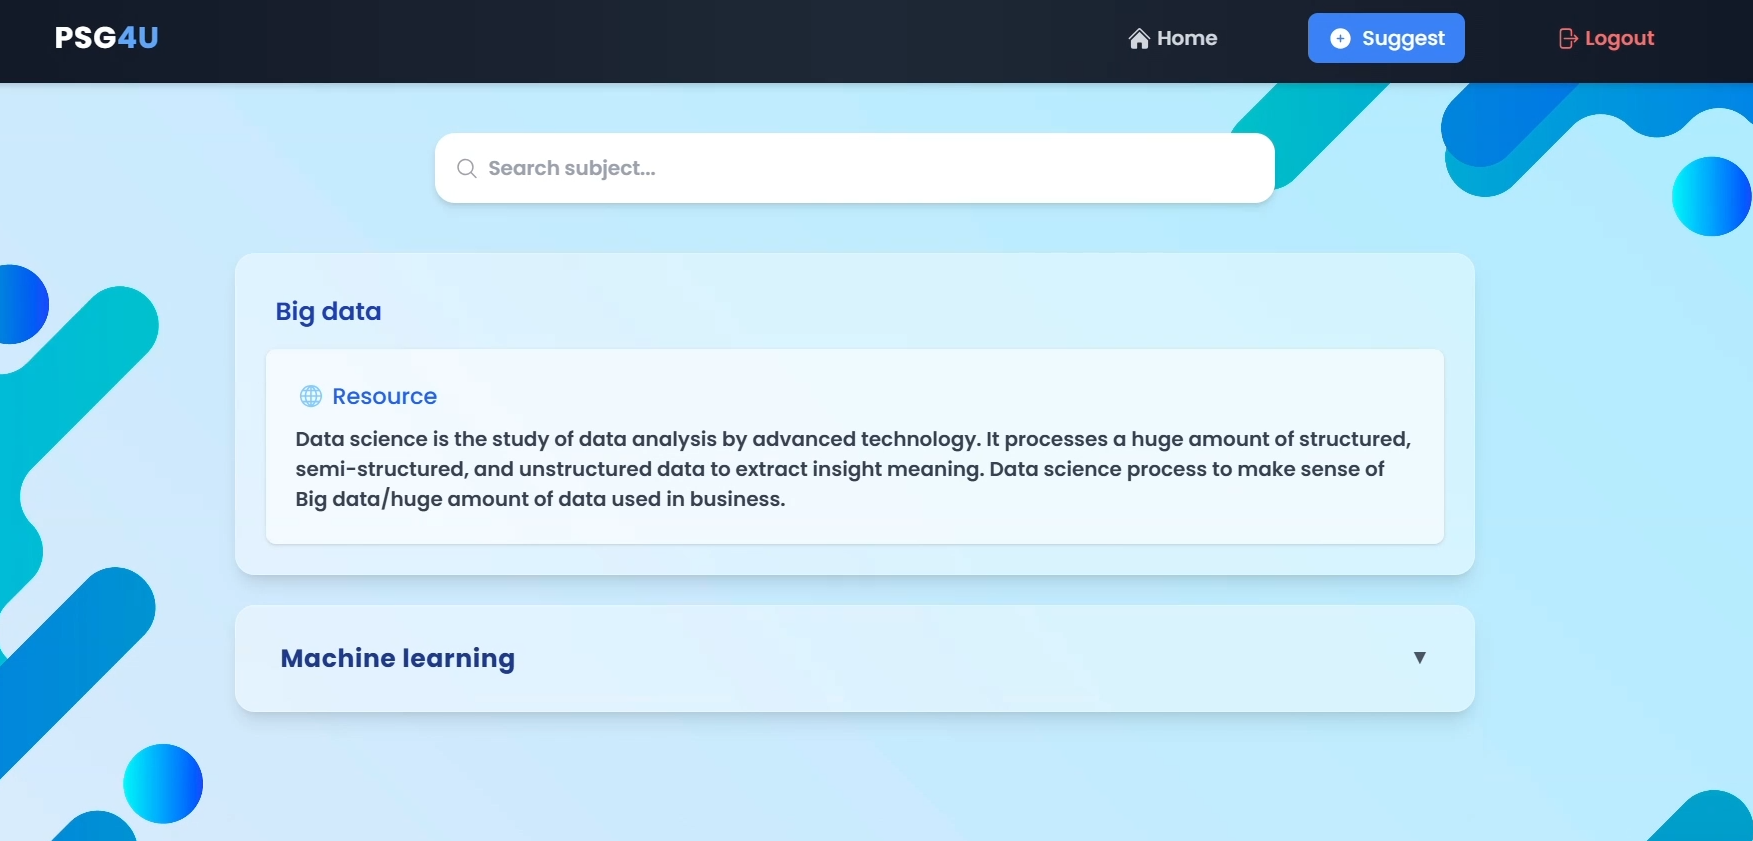 PSG4U
Home
Suggest
Logout
Search subject...
Big data
Resource
Data science is the study of data analysis by advanced technology. It processes a huge amount of structured,
semi-structured, and unstructured data to extract insight meaning. Data science process to make sense of
Big data/huge amount of data used in business.
Machine learning